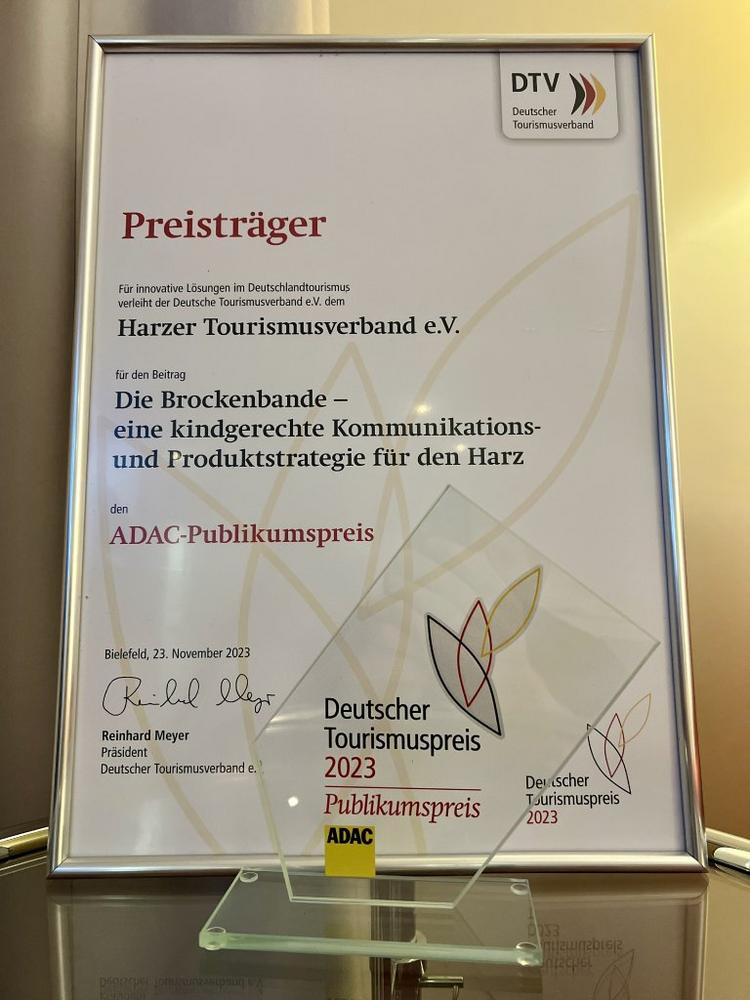 DTV
Deutscher
Tourismusverband
Preisträger
Für innovative Lösungen im Deutschlandtourismus
verleiht der Deutsche Tourismusverband e.V. dem
Harzer Tourismusverband e.V.
für den Beitrag
Die Brockenbande –
eine kindgerechte Kommunikations-
und Produktstrategie für den Harz
den
ADAC-Publikumspreis
Bielefeld, 23. November 2023
Reinhard Meyer
Präsident
Deutscher Tourismusverband e.
Deutscher
Tourismuspreis
2023
Publikumspreis
ADAC
Deutscher
Tourismuspreis
2023